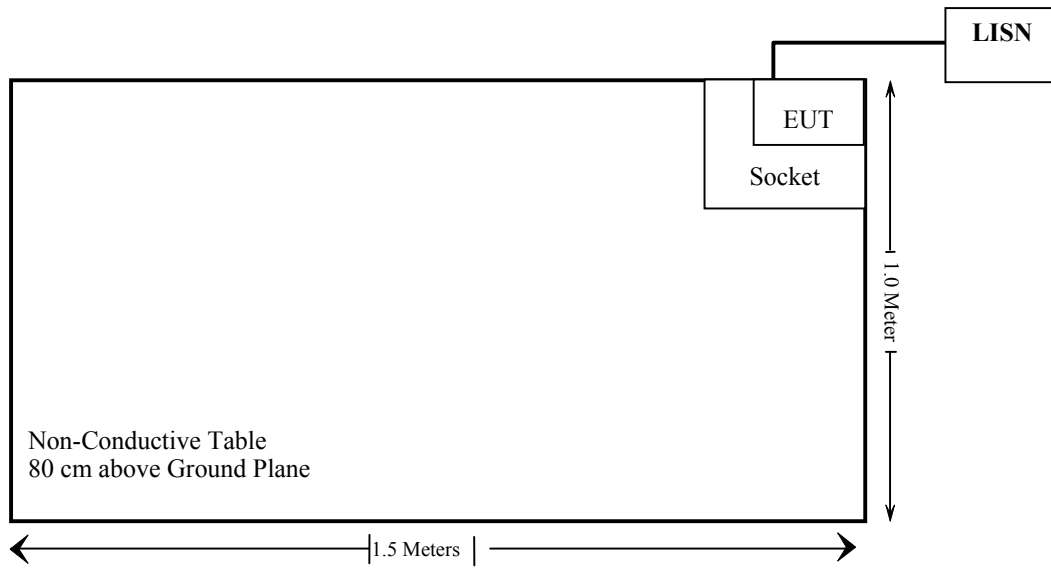 LISN
EUT
Socket
1.0 Meter
Non-Conductive Table
80 cm above Ground Plane
1.5 Meters